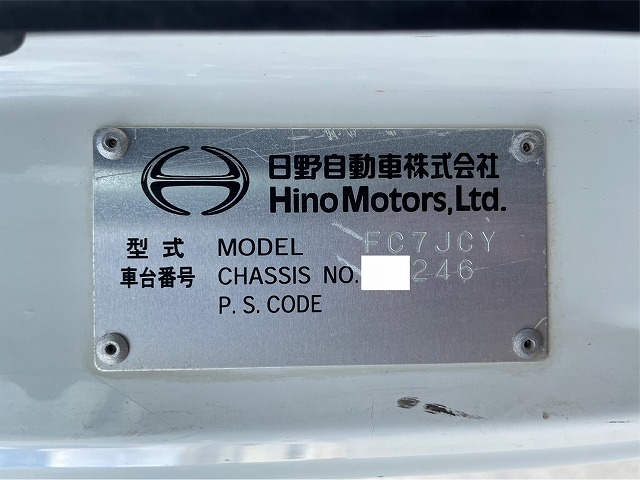 日野自動車株式会社
Hino Motors, Ltd.
型式 MODEL FC7JCY
車台番号 CHASSIS NO. 246
P.S.CODE